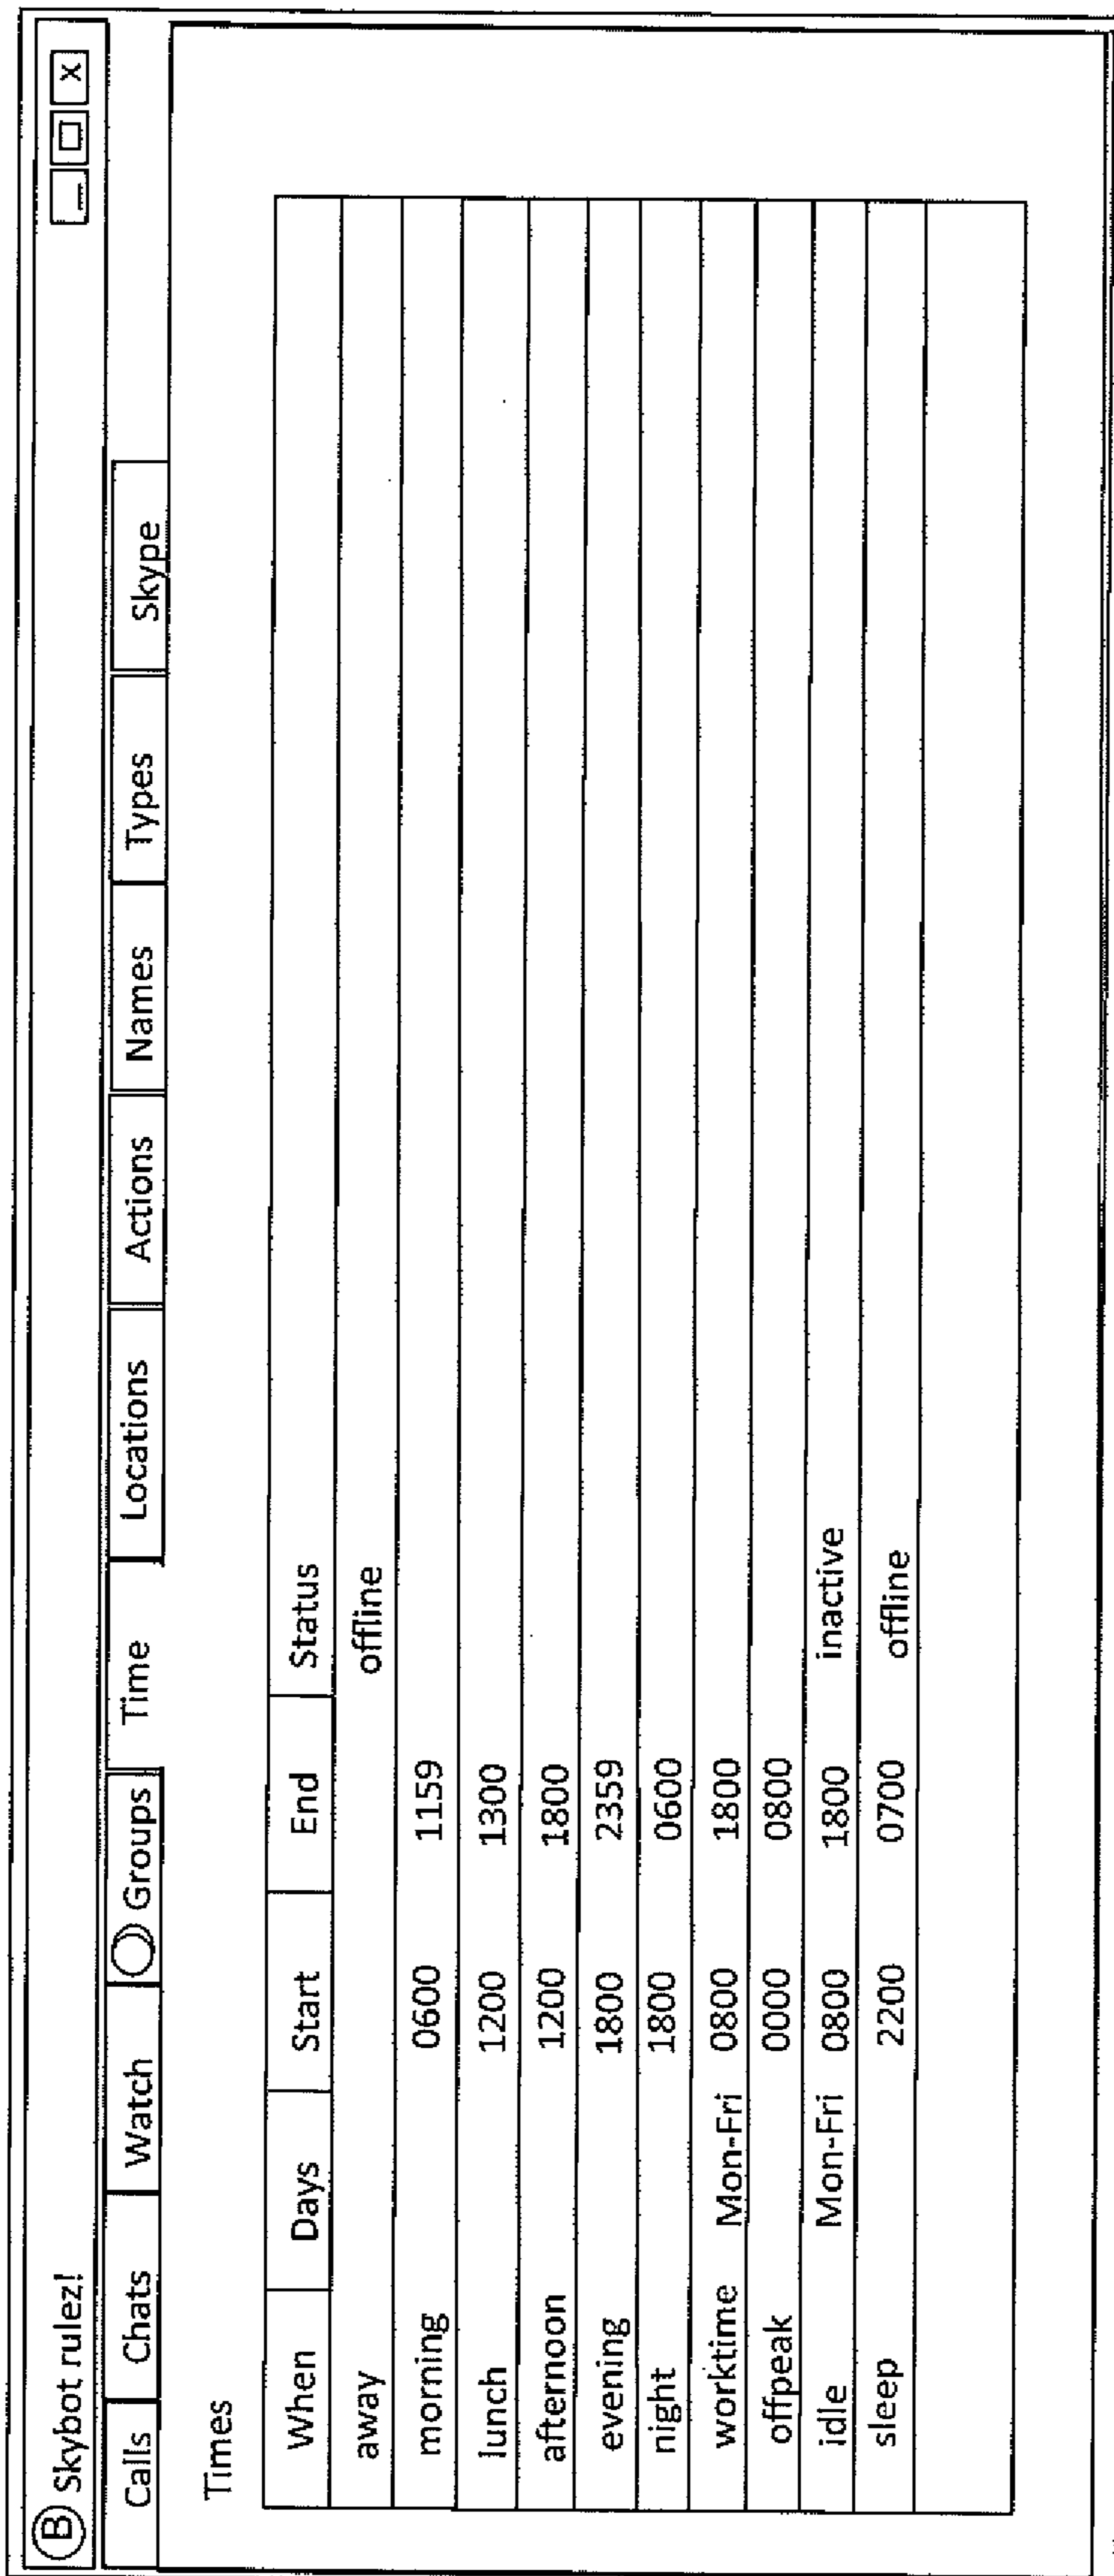 B Skybot rulez! _ x
Calls Chats Watch Groups Time Locations Actions Names Types Skype
Times
When Days Start End Status
away offline
morning 0600 1159
lunch 1200 1300
afternoon 1200 1800
evening 1800 2359
night 1800 0600
worktime Mon-Fri 0800 1800
offpeak 0000 0800
idle Mon-Fri 0800 1800 inactive
sleep 2200 0700 offline